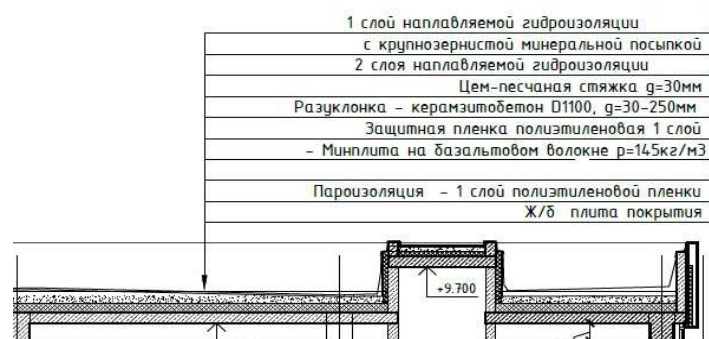 1 слой наплавляемой гидроизоляции
с крупнозернистой минеральной посыпкой
2 слоя наплавляемой гидроизоляции
Цем-песчаная стяжка g=30мм
Разуклонка - керамзитобетон D1100, g=30-250мм
Защитная пленка полиэтиленовая 1 слой
- Минплита на базальтовом волокне р=145кг/м3
Пароизоляция - 1 слой полиэтиленовой пленки
Ж/б плита покрытия
+9.700